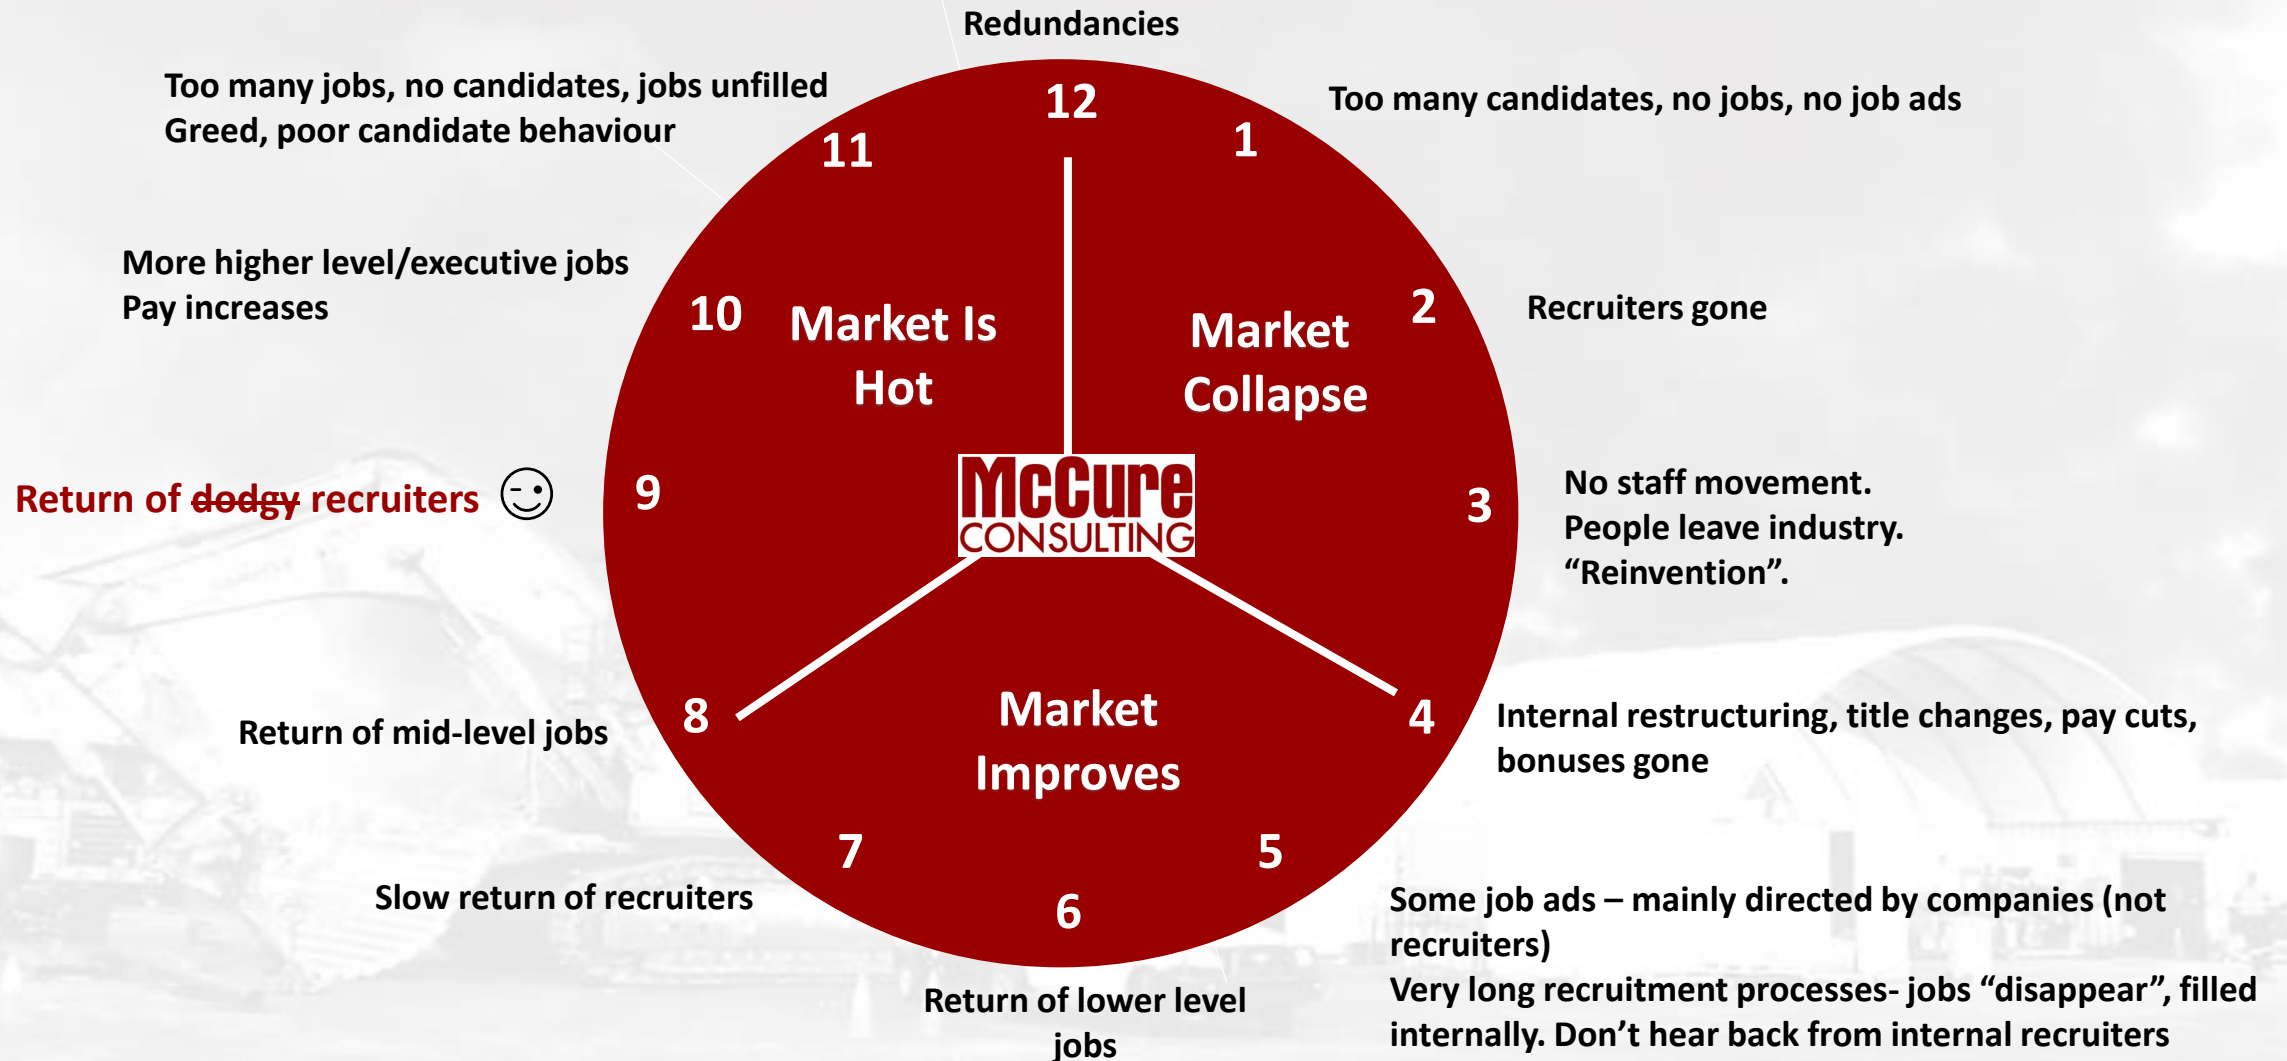 Redundancies
12
Too many candidates, no jobs, no job ads
1
Recruiters gone
2
No staff movement.
People leave industry.
“Reinvention”.
3
Internal restructuring, title changes, pay cuts,
bonuses gone
4
Some job ads – mainly directed by companies (not
recruiters)
Very long recruitment processes- jobs “disappear”, filled
internally. Don’t hear back from internal recruiters
5
Return of lower level
jobs
6
Slow return of recruiters
7
Return of mid-level jobs
8
Return of dodgy recruiters
9
More higher level/executive jobs
Pay increases
10
Too many jobs, no candidates, jobs unfilled
Greed, poor candidate behaviour
11
Market Is
Hot
Market
Collapse
Market
Improves
McCure
CONSULTING